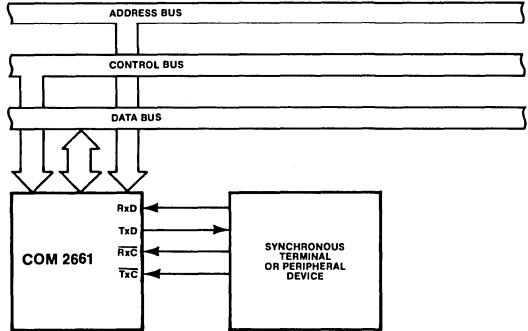 ADDRESS BUS
CONTROL BUS
DATA BUS
RxD
TxD
COM 2661
R̅x̅C̅
T̅x̅C̅
SYNCHRONOUS
TERMINAL
OR PERIPHERAL
DEVICE